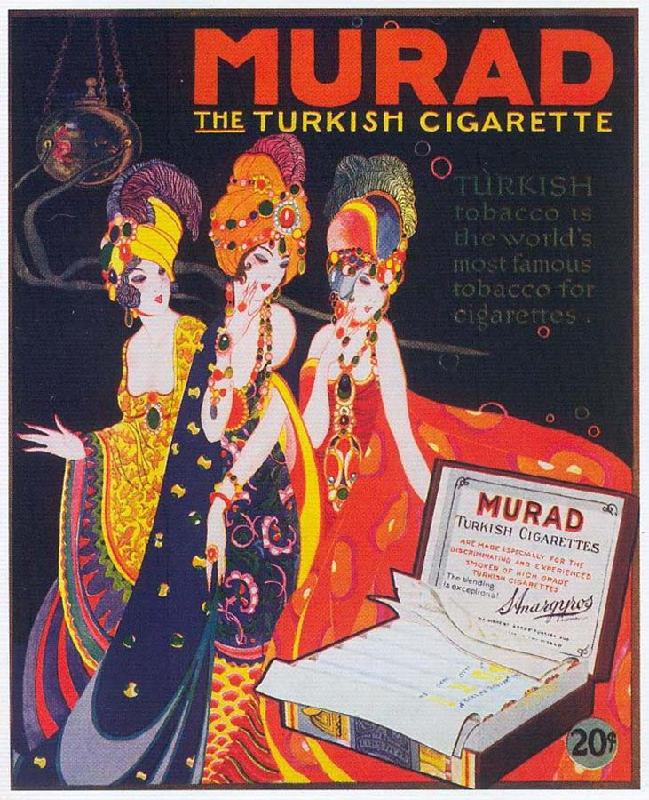 MURAD
THE TURKISH CIGARETTE
TURKISH
tobacco is
the world's
most famous
tobacco for
cigarettes.
MURAD
TURKISH CIGARETTES
ARE MADE ESPECIALLY FOR THE
DISCRIMINATING AND EXPERIENCED
SMOKER OF HIGH GRADE
TURKISH CIGARETTES
The blending
is exceptional
S. Anargyros
20¢